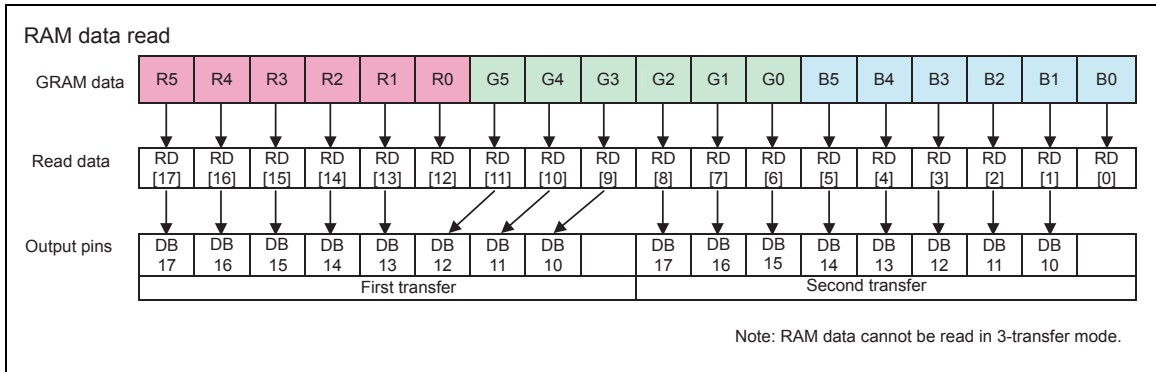 RAM data read
GRAM data R5 R4 R3 R2 R1 R0 G5 G4 G3 G2 G1 G0 B5 B4 B3 B2 B1 B0
Read data RD RD RD RD RD RD RD RD RD RD RD RD RD RD RD RD RD RD
[17] [16] [15] [14] [13] [12] [11] [10] [9] [8] [7] [6] [5] [4] [3] [2] [1] [0]
Output pins DB DB DB DB DB DB DB DB DB DB DB DB DB DB DB DB
17 16 15 14 13 12 11 10 17 16 15 14 13 12 11 10
First transfer Second transfer
Note: RAM data cannot be read in 3-transfer mode.